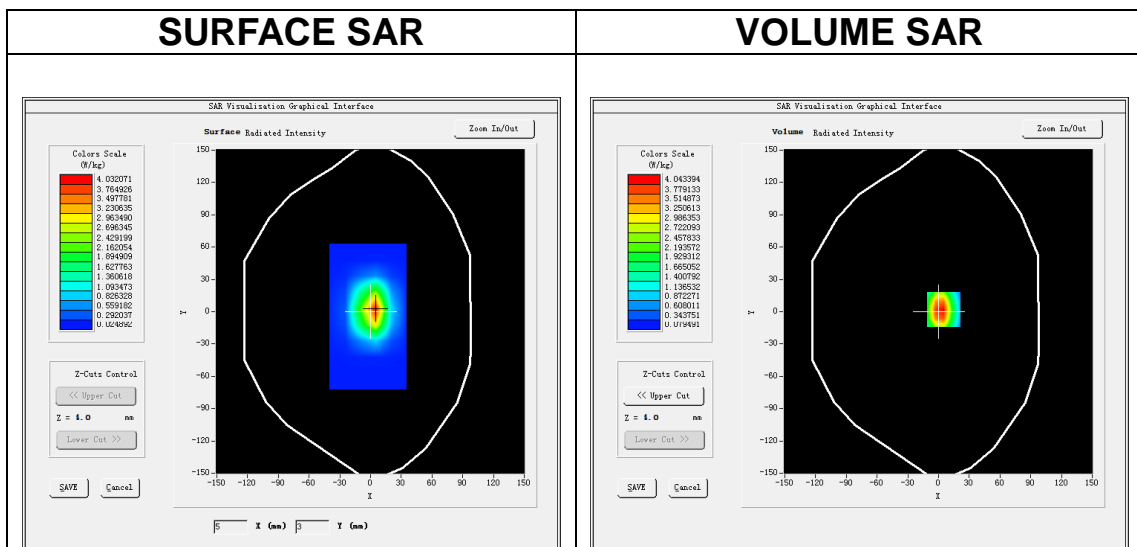 SURFACE SAR
VOLUME SAR
SAR Visualisation Graphical Interface
Surface Radiated Intensity
Zoom In/Out
Colors Scale
(W/kg)
4.032071
3.764926
3.497781
3.230635
2.963490
2.696345
2.429199
2.162054
1.894909
1.627763
1.360618
1.093473
0.826328
0.559182
0.292037
0.024892
Z-Cuts Control
<< Upper Cut
Z = 4.0 mm
Lower Cut >>
SAVE
Cancel
150
120
90
60
30
0
-30
-60
-90
-120
-150
Y
-150 -120 -90 -60 -30 0 30 60 90 120 150
X
5 X (mm) 3 Y (mm)
SAR Visualisation Graphical Interface
Volume Radiated Intensity
Zoom In/Out
Colors Scale
(W/kg)
4.043394
3.779133
3.514873
3.250613
2.986353
2.722093
2.457833
2.193572
1.929312
1.665052
1.400792
1.136532
0.872271
0.608011
0.343751
0.079491
Z-Cuts Control
<< Upper Cut
Z = 4.0 mm
Lower Cut >>
SAVE
Cancel
150
120
90
60
30
0
-30
-60
-90
-120
-150
Y
-150 -120 -90 -60 -30 0 30 60 90 120 150
X